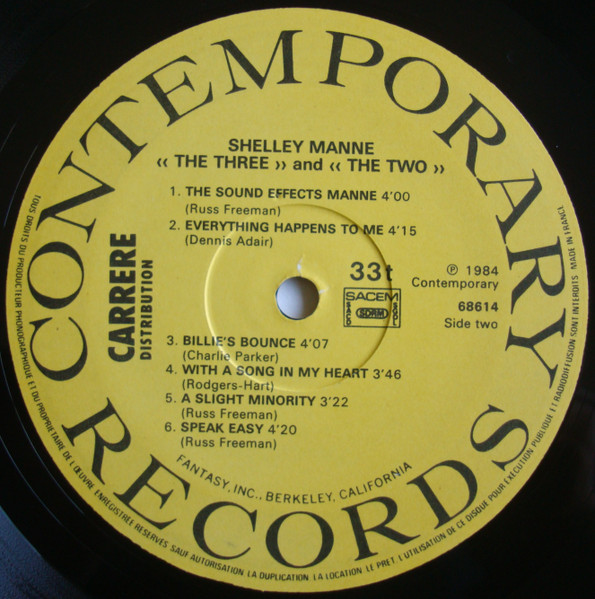 CONTEMPORARY RECORDS
SHELLEY MANNE
‹‹ THE THREE ›› and ‹‹ THE TWO ››
1. THE SOUND EFFECTS MANNE 4'00
(Russ Freeman)
2. EVERYTHING HAPPENS TO ME 4'15
(Dennis Adair)
CARRERE
DISTRIBUTION
33t
SACEM
SACD
SDRM
SGDL
℗ 1984
Contemporary
68614
Side two
3. BILLIE'S BOUNCE 4'07
(Charlie Parker)
4. WITH A SONG IN MY HEART 3'46
(Rodgers-Hart)
5. A SLIGHT MINORITY 3'22
(Russ Freeman)
6. SPEAK EASY 4'20
(Russ Freeman)
FANTASY, INC., BERKELEY, CALIFORNIA
TOUS DROITS DU PRODUCTEUR PHONOGRAPHIQUE ET DU PROPRIETAIRE DE L'ŒUVRE ENREGISTREE RESERVES SAUF AUTORISATION LA DUPLICATION LA LOCATION LE PRET, L'UTILISATION DE CE DISQUE POUR EXECUTION PUBLIQUE ET RADIODIFFUSION SONT INTERDITS MADE IN FRANCE